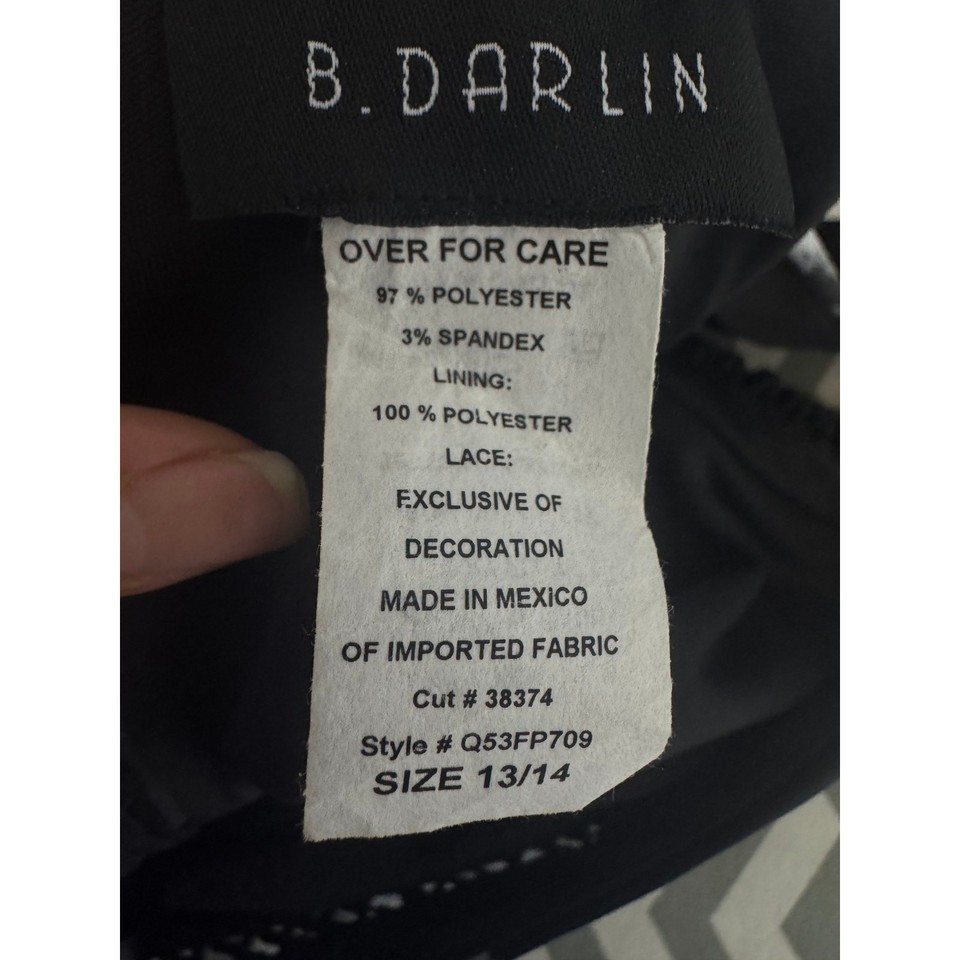 B. DARLIN
OVER FOR CARE
97 % POLYESTER
3% SPANDEX
LINING:
100 % POLYESTER
LACE:
EXCLUSIVE OF
DECORATION
MADE IN MEXICO
OF IMPORTED FABRIC
Cut # 38374
Style # Q53FP709
SIZE 13/14